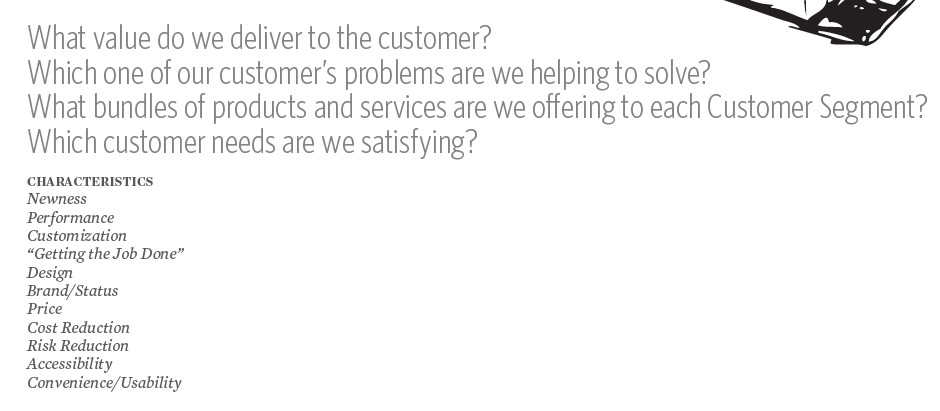 What value do we deliver to the customer?
Which one of our customer’s problems are we helping to solve?
What bundles of products and services are we offering to each Customer Segment?
Which customer needs are we satisfying?
CHARACTERISTICS
Newness
Performance
Customization
“Getting the Job Done”
Design
Brand/Status
Price
Cost Reduction
Risk Reduction
Accessibility
Convenience/Usability